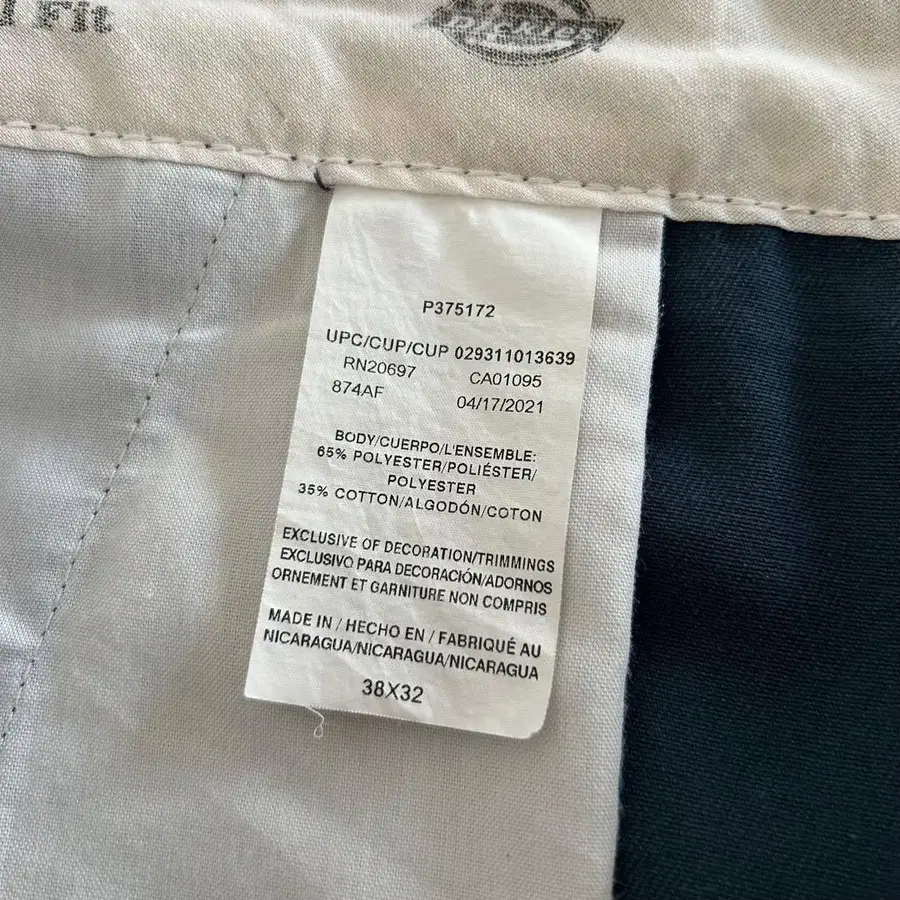 Fit
DICKIES
P375172
UPC/CUP/CUP 029311013639
RN20697 CA01095
874AF 04/17/2021
BODY/CUERPO/L'ENSEMBLE:
65% POLYESTER/POLIÉSTER/
POLYESTER
35% COTTON/ALGODÓN/COTON
EXCLUSIVE OF DECORATION/TRIMMINGS
EXCLUSIVO PARA DECORACIÓN/ADORNOS
ORNEMENT ET GARNITURE NON COMPRIS
MADE IN / HECHO EN / FABRIQUÉ AU
NICARAGUA/NICARAGUA/NICARAGUA
38X32